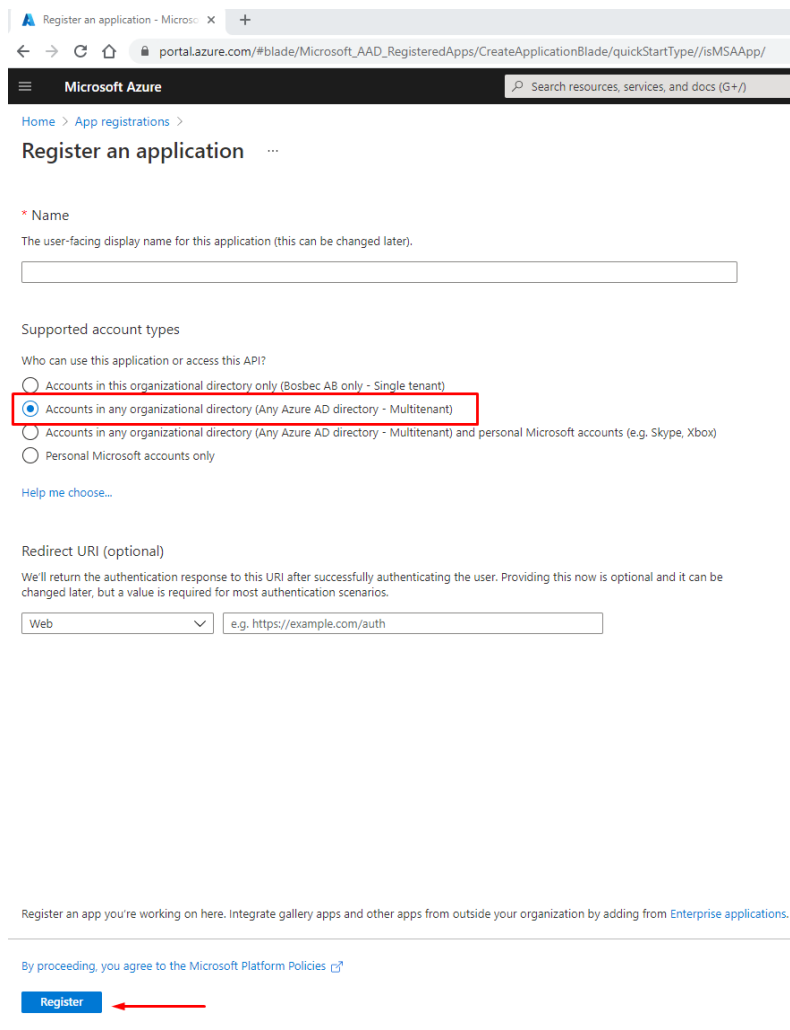 Register an application - Microso
portal.azure.com/#blade/Microsoft_AAD_RegisteredApps/CreateApplicationBlade/quickStartType//isMSAApp/
Microsoft Azure
Search resources, services, and docs (G+/)
Home > App registrations >
Register an application ...
* Name
The user-facing display name for this application (this can be changed later).
Supported account types
Who can use this application or access this API?
Accounts in this organizational directory only (Bosbec AB only - Single tenant)
Accounts in any organizational directory (Any Azure AD directory - Multitenant)
Accounts in any organizational directory (Any Azure AD directory - Multitenant) and personal Microsoft accounts (e.g. Skype, Xbox)
Personal Microsoft accounts only
Help me choose...
Redirect URI (optional)
We'll return the authentication response to this URI after successfully authenticating the user. Providing this now is optional and it can be
changed later, but a value is required for most authentication scenarios.
Web
e.g. https://example.com/auth
Register an app you're working on here. Integrate gallery apps and other apps from outside your organization by adding from Enterprise applications.
By proceeding, you agree to the Microsoft Platform Policies
Register